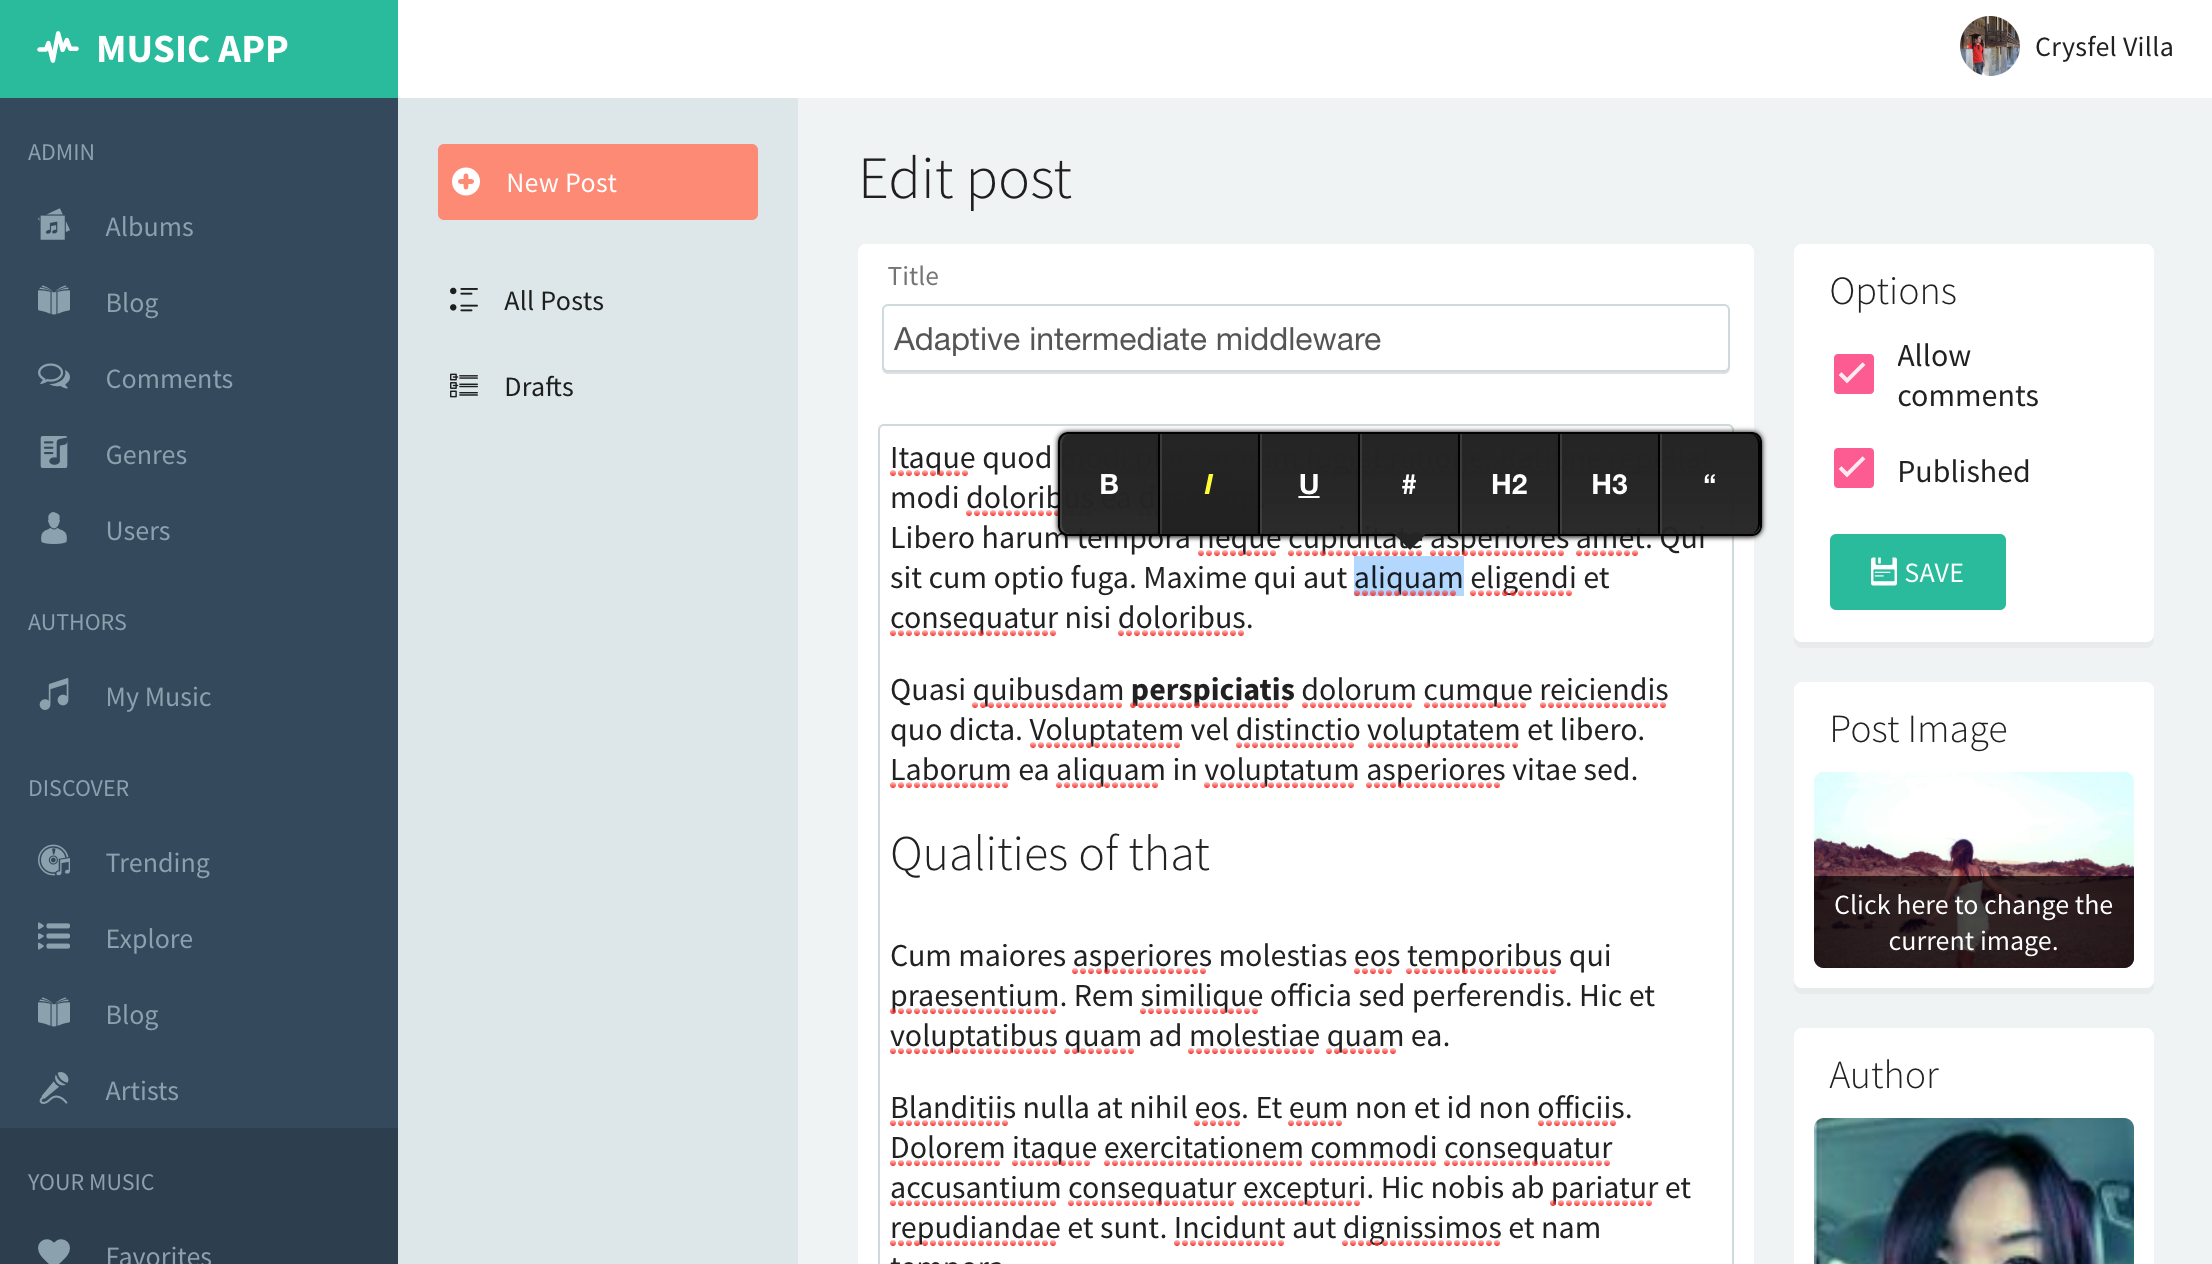 MUSIC APP
Crysfel Villa
ADMIN
Albums
Blog
Comments
Genres
Users
AUTHORS
My Music
DISCOVER
Trending
Explore
Blog
Artists
YOUR MUSIC
Favorites
New Post
All Posts
Drafts
Edit post
Title
Adaptive intermediate middleware
B I U # H2 H3 “
Itaque quod
modi doloribus ea
Libero harum tempora neque cupiditate asperiores amet. Qui
sit cum optio fuga. Maxime qui aut aliquam eligendi et
consequatur nisi doloribus.
Quasi quibusdam perspiciatis dolorum cumque reiciendis
quo dicta. Voluptatem vel distinctio voluptatem et libero.
Laborum ea aliquam in voluptatum asperiores vitae sed.
Qualities of that
Cum maiores asperiores molestias eos temporibus qui
praesentium. Rem similique officia sed perferendis. Hic et
voluptatibus quam ad molestiae quam ea.
Blanditiis nulla at nihil eos. Et eum non et id non officiis.
Dolorem itaque exercitationem commodi consequatur
accusantium consequatur excepturi. Hic nobis ab pariatur et
repudiandae et sunt. Incidunt aut dignissimos et nam
tempora
Options
Allow
comments
Published
SAVE
Post Image
Click here to change the
current image.
Author